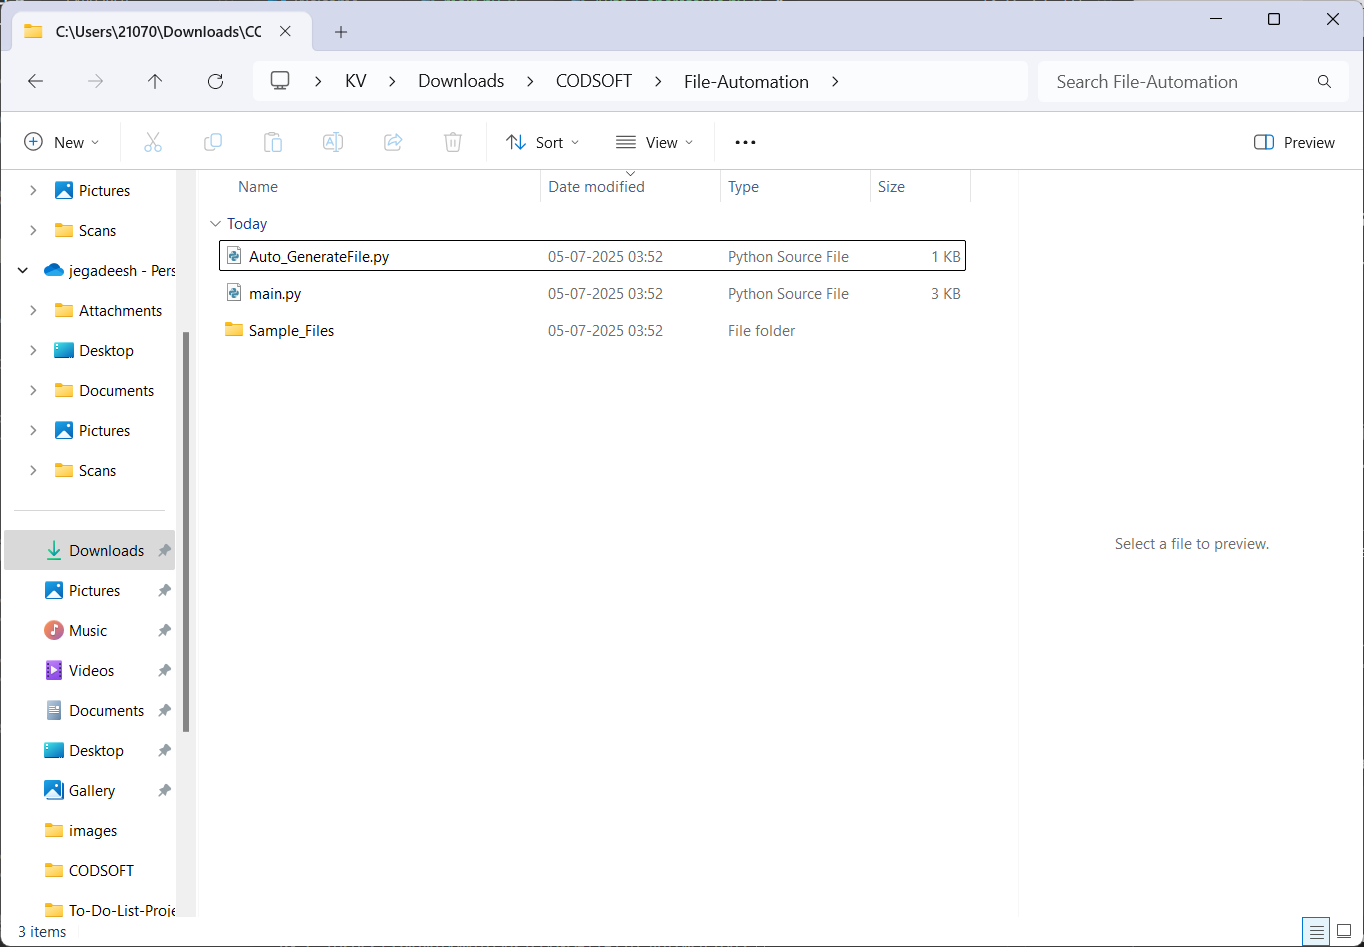 C:\Users\21070\Downloads\CC
KV Downloads CODSOFT File-Automation
Search File-Automation
New Sort View Preview
Pictures
Scans
jegadeesh - Pers
Attachments
Desktop
Documents
Pictures
Scans
Downloads
Pictures
Music
Videos
Documents
Desktop
Gallery
images
CODSOFT
To-Do-List-Proje
Name Date modified Type Size
Today
Auto_GenerateFile.py 05-07-2025 03:52 Python Source File 1 KB
main.py 05-07-2025 03:52 Python Source File 3 KB
Sample_Files 05-07-2025 03:52 File folder
Select a file to preview.
3 items